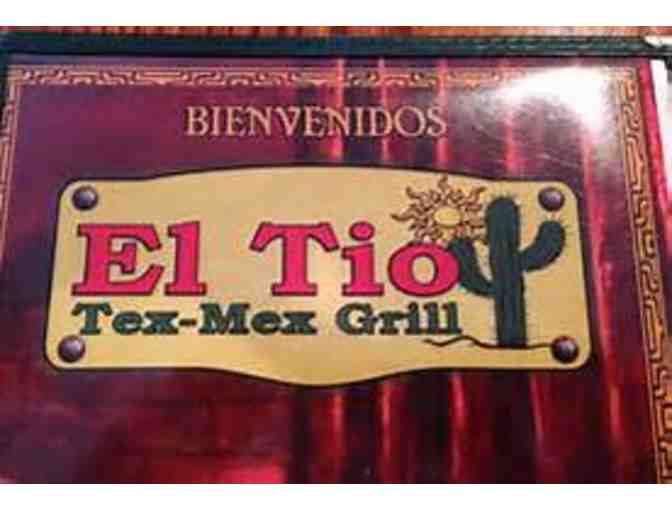 BIENVENIDOS
El Tio
Tex-Mex Grill